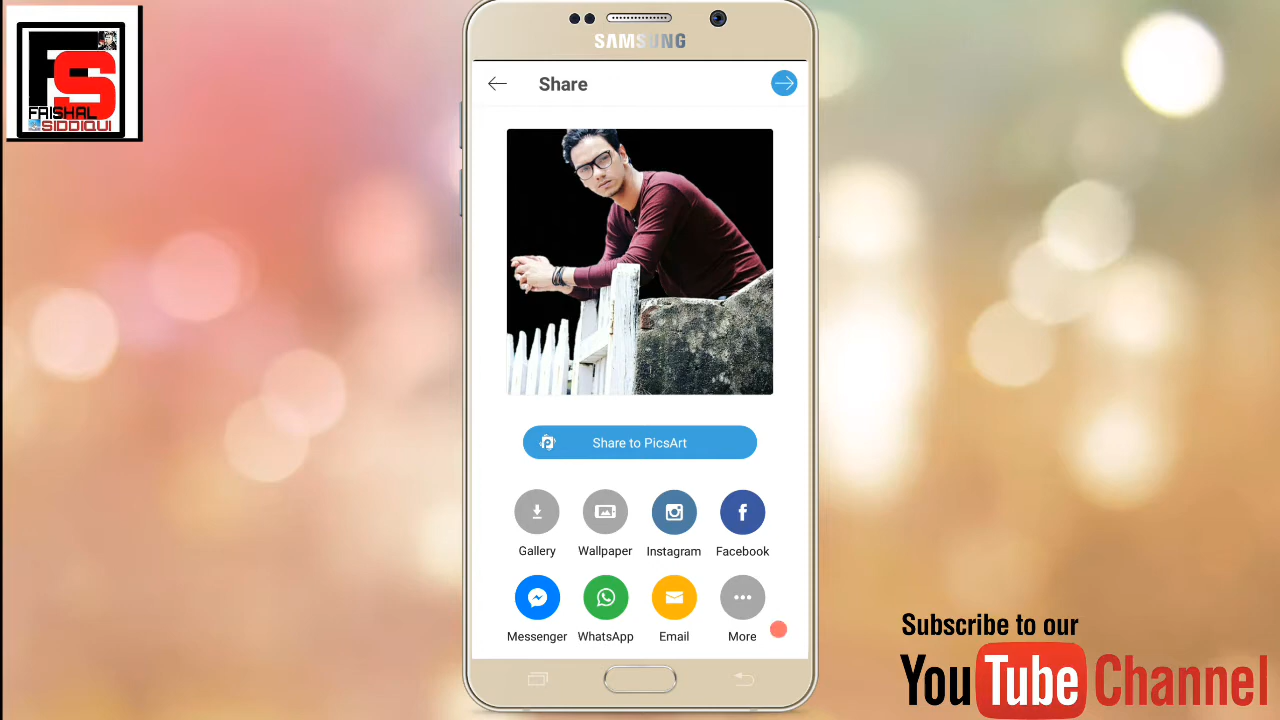 FS
FAISHAL
SIDDIQUI
SAMSUNG
Share
Share to PicsArt
Gallery
Wallpaper
Instagram
Facebook
Messenger
WhatsApp
Email
More
Subscribe to our
YouTube Channel